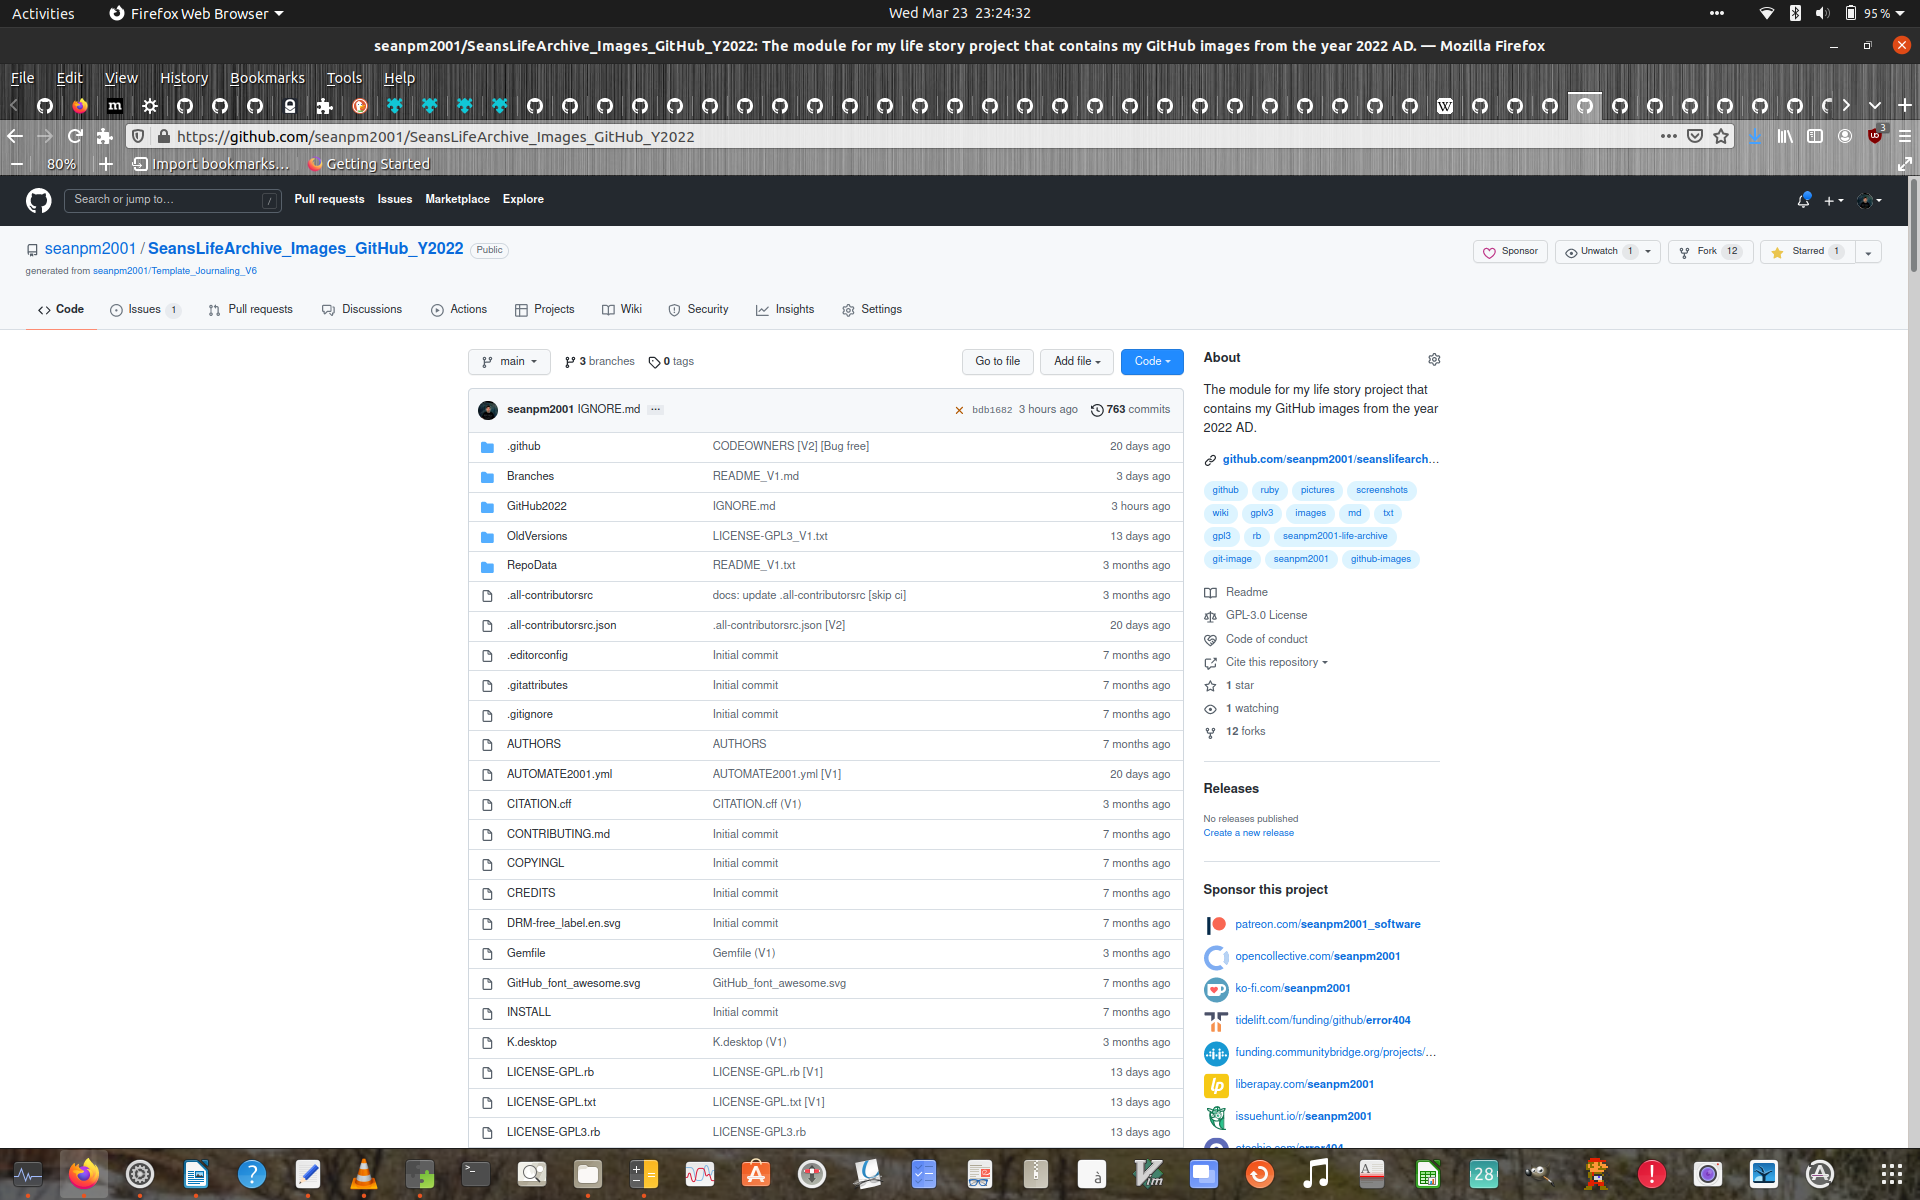 Activities Firefox Web Browser Wed Mar 23 23:24:32 95%
seanpm2001/SeansLifeArchive_Images_GitHub_Y2022: The module for my life story project that contains my GitHub images from the year 2022 AD. — Mozilla Firefox
File Edit View History Bookmarks Tools Help
https://github.com/seanpm2001/SeansLifeArchive_Images_GitHub_Y2022 3
80% Import bookmarks... Getting Started
Search or jump to... / Pull requests Issues Marketplace Explore
seanpm2001 / SeansLifeArchive_Images_GitHub_Y2022 Public
Sponsor Unwatch 1 Fork 12 Starred 1
generated from seanpm2001/Template_Journaling_V6
Code Issues 1 Pull requests Discussions Actions Projects Wiki Security Insights Settings
main 3 branches 0 tags Go to file Add file Code
seanpm2001 IGNORE.md ... bdb1682 3 hours ago 763 commits
.github CODEOWNERS [V2] [Bug free] 20 days ago
Branches README_V1.md 3 days ago
GitHub2022 IGNORE.md 3 hours ago
OldVersions LICENSE-GPL3_V1.txt 13 days ago
RepoData README_V1.txt 3 months ago
.all-contributorsrc docs: update .all-contributorsrc [skip ci] 3 months ago
.all-contributorsrc.json .all-contributorsrc.json [V2] 20 days ago
.editorconfig Initial commit 7 months ago
.gitattributes Initial commit 7 months ago
.gitignore Initial commit 7 months ago
AUTHORS AUTHORS 7 months ago
AUTOMATE2001.yml AUTOMATE2001.yml [V1] 20 days ago
CITATION.cff CITATION.cff (V1) 3 months ago
CONTRIBUTING.md Initial commit 7 months ago
COPYINGL Initial commit 7 months ago
CREDITS Initial commit 7 months ago
DRM-free_label.en.svg Initial commit 7 months ago
Gemfile Gemfile (V1) 3 months ago
GitHub_font_awesome.svg GitHub_font_awesome.svg 7 months ago
INSTALL Initial commit 7 months ago
K.desktop K.desktop (V1) 3 months ago
LICENSE-GPL.rb LICENSE-GPL.rb [V1] 13 days ago
LICENSE-GPL.txt LICENSE-GPL.txt [V1] 13 days ago
LICENSE-GPL3.rb LICENSE-GPL3.rb 13 days ago
About
The module for my life story project that
contains my GitHub images from the year
2022 AD.
github.com/seanpm2001/seanslifearch...
github ruby pictures screenshots
wiki gplv3 images md txt
gpl3 rb seanpm2001-life-archive
git-image seanpm2001 github-images
Readme
GPL-3.0 License
Code of conduct
Cite this repository
1 star
1 watching
12 forks
Releases
No releases published
Create a new release
Sponsor this project
patreon.com/seanpm2001_software
opencollective.com/seanpm2001
ko-fi.com/seanpm2001
tidelift.com/funding/github/error404
funding.communitybridge.org/projects/...
liberapay.com/seanpm2001
issuehunt.io/r/seanpm2001
28